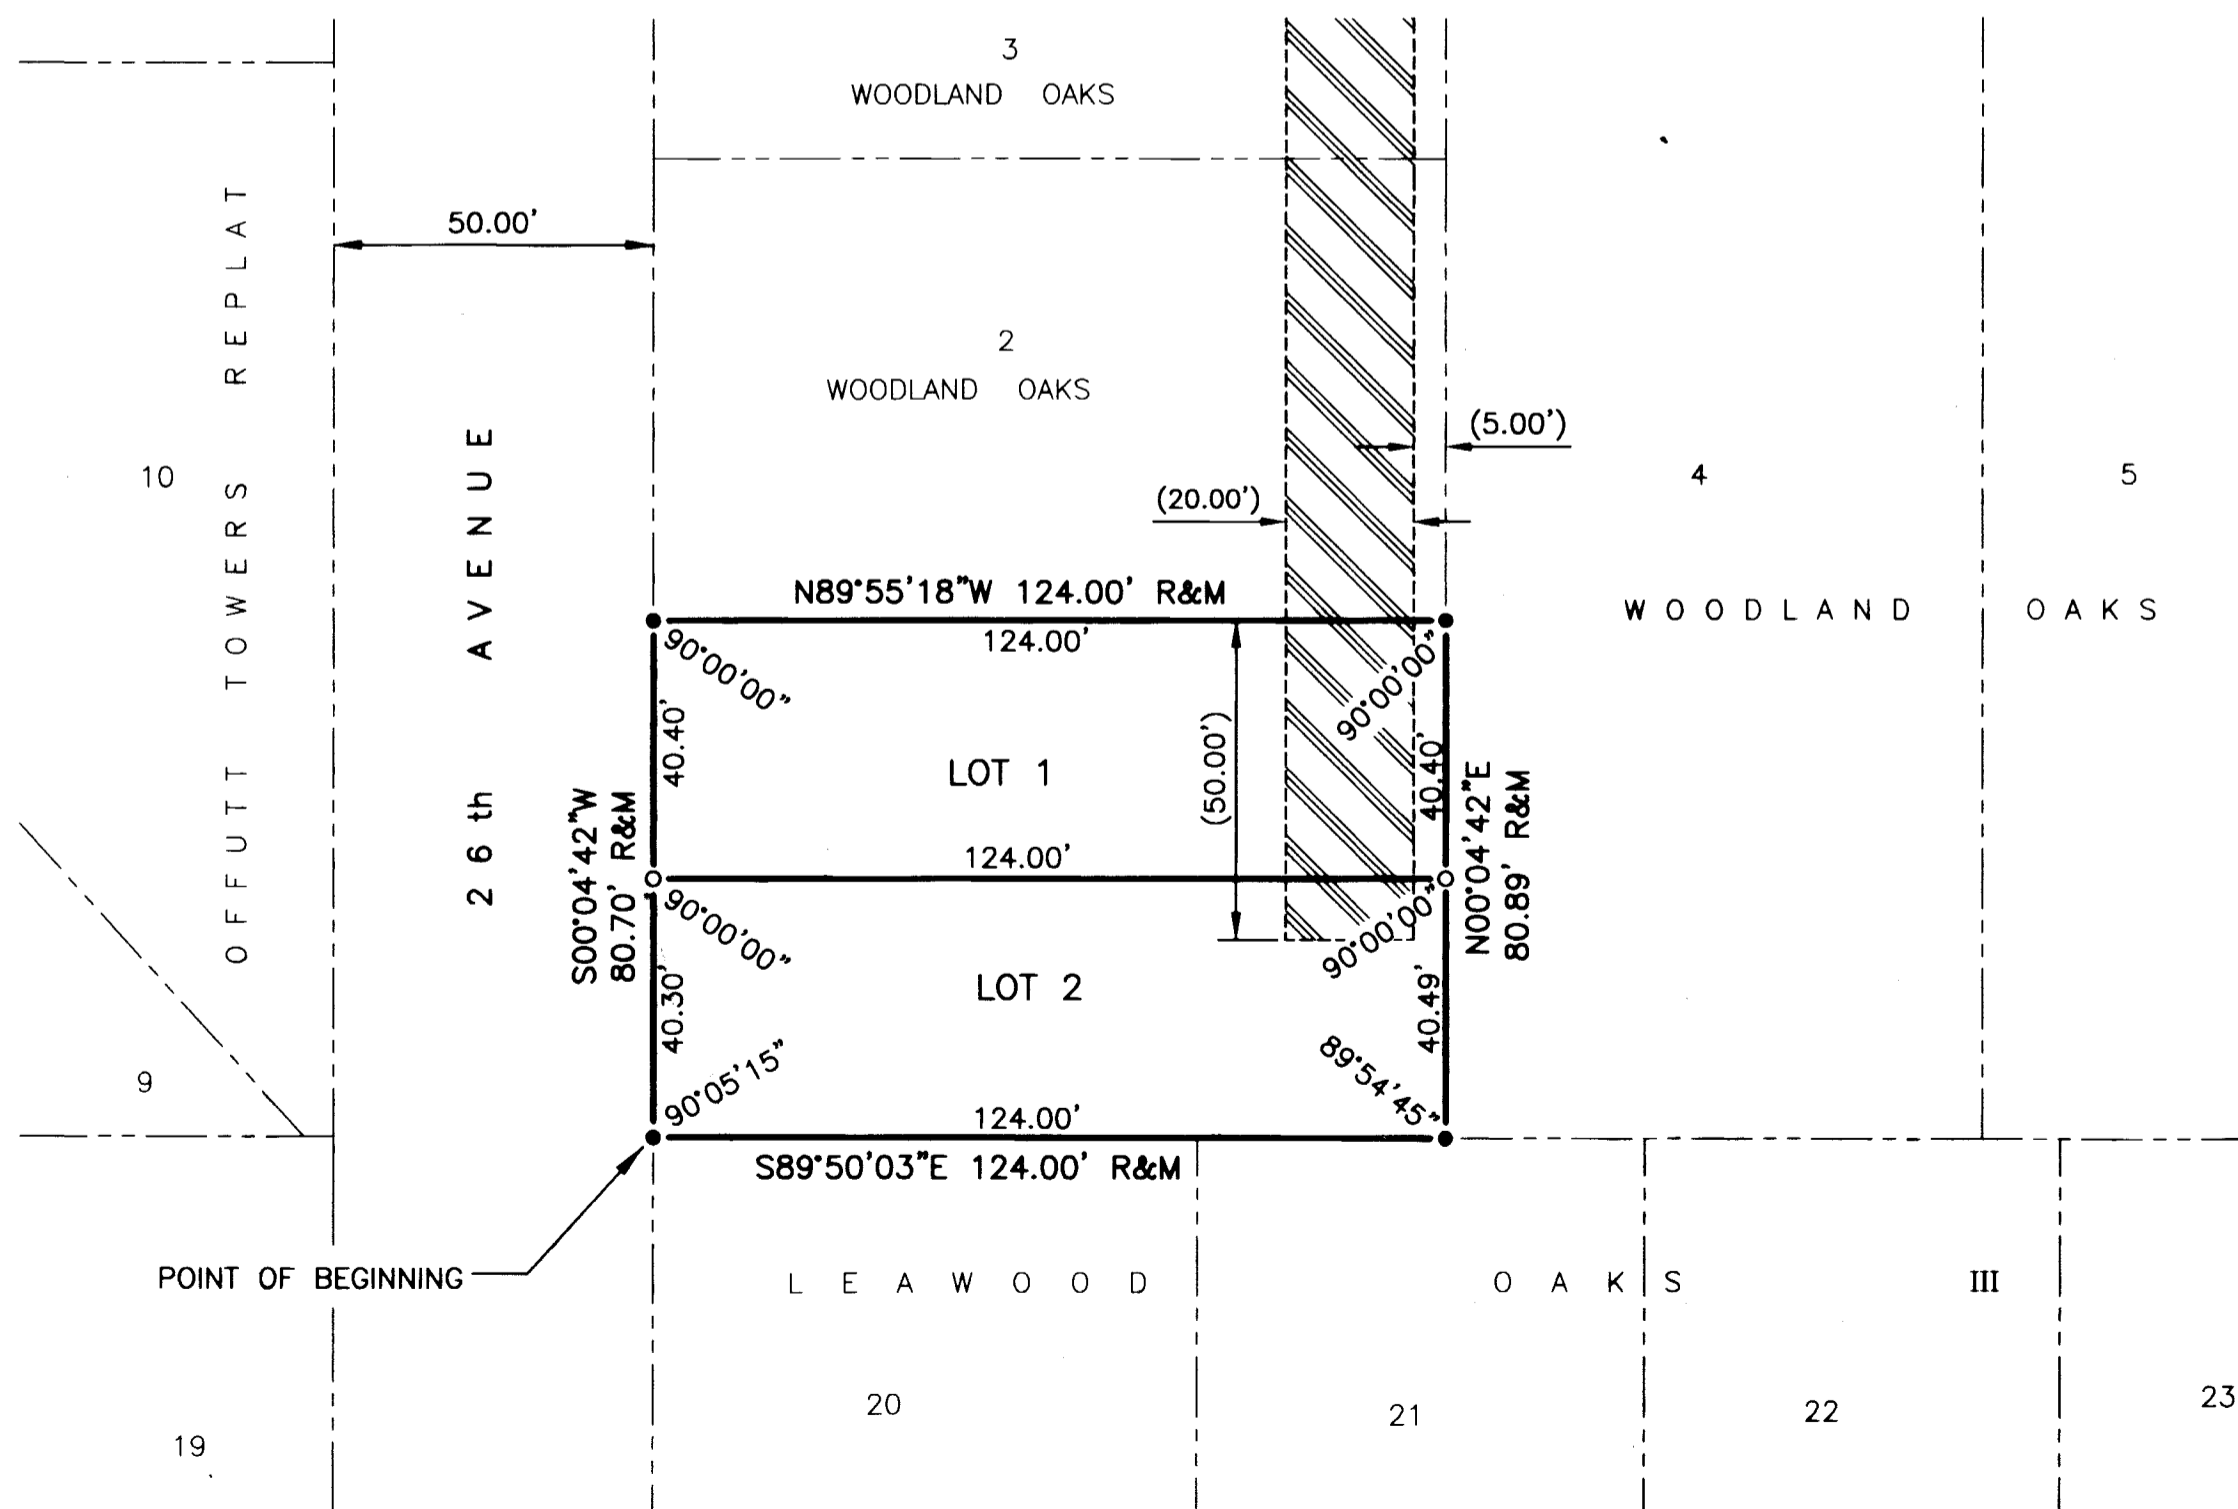 3
WOODLAND OAKS
50.00'
2
WOODLAND OAKS
(5.00')
(20.00')
10
4
5
OFFUTT TOWERS REPLAT
26th AVENUE
WOODLAND OAKS
N89°55'18"W 124.00' R&M
124.00'
90°00'00"
90°00'00"
40.40'
LOT 1
(50.00')
40.40'
S00°04'42"W
80.70' R&M
N00°04'42"E
80.89' R&M
124.00'
90°00'00"
90°00'00"
40.30'
LOT 2
40.49'
90°05'15"
89°54'45"
9
124.00'
S89°50'03"E 124.00' R&M
POINT OF BEGINNING
LEAWOOD OAKS III
20
21
22
23
19